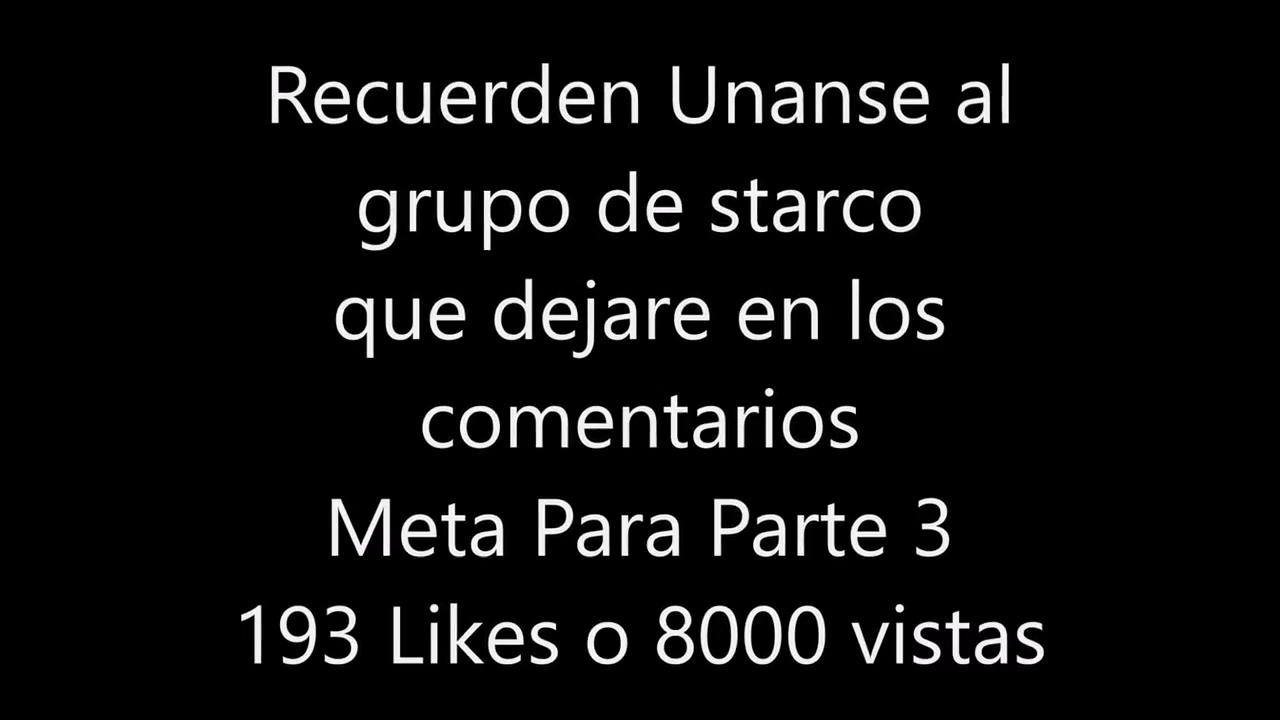 Recuerden Unanse al
grupo de starco
que dejare en los
comentarios
Meta Para Parte 3
193 Likes o 8000 vistas